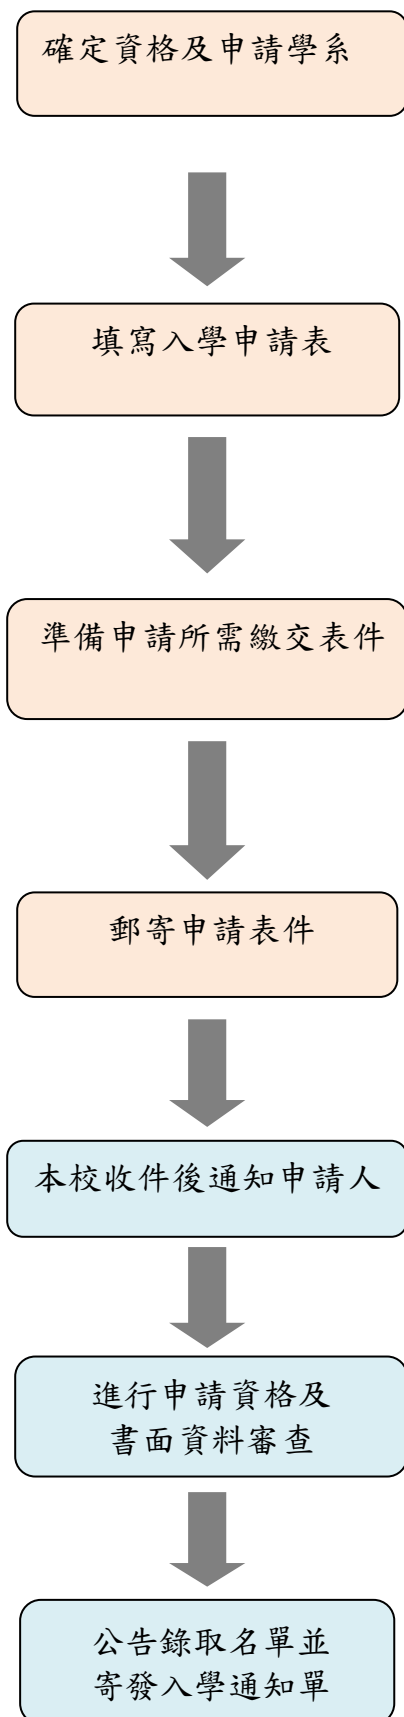 確定資格及申請學系
填寫入學申請表
準備申請所需繳交表件
郵寄申請表件
本校收件後通知申請人
進行申請資格及
書面資料審查
公告錄取名單並
寄發入學通知單